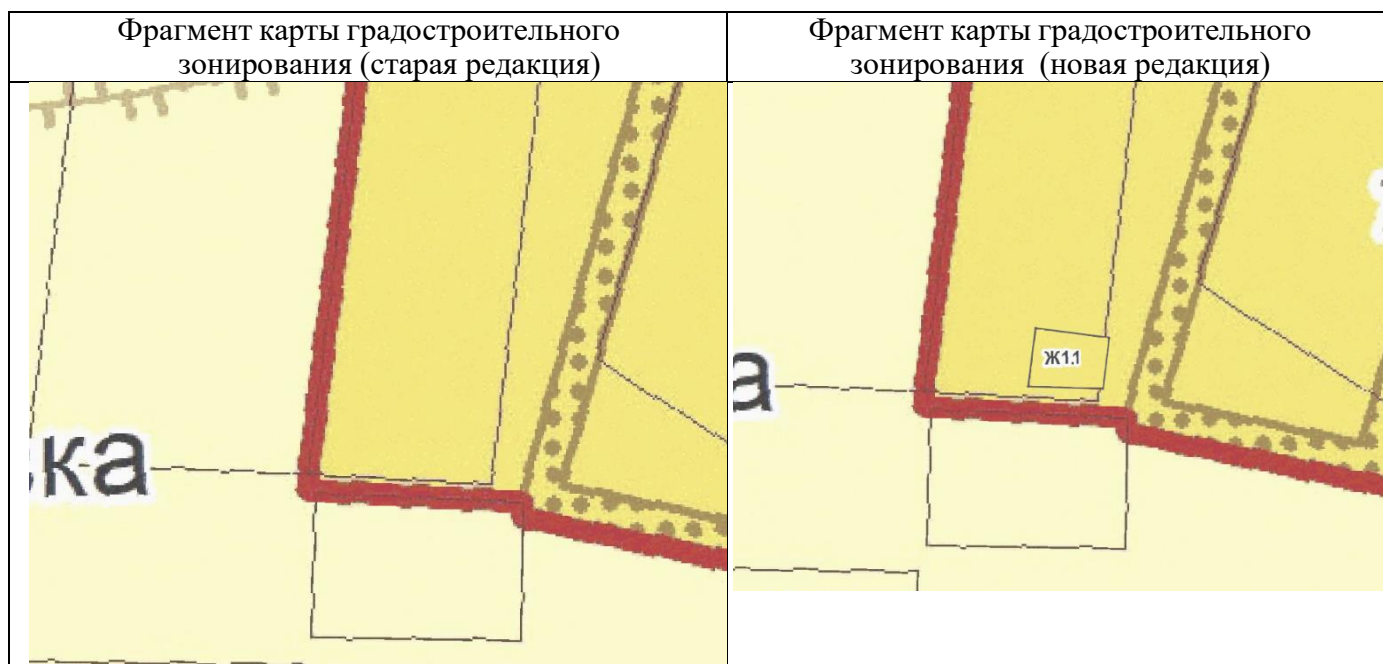 Фрагмент карты градостроительного
зонирования (старая редакция)
Фрагмент карты градостроительного
зонирования (новая редакция)
ка
Ж1.1
а